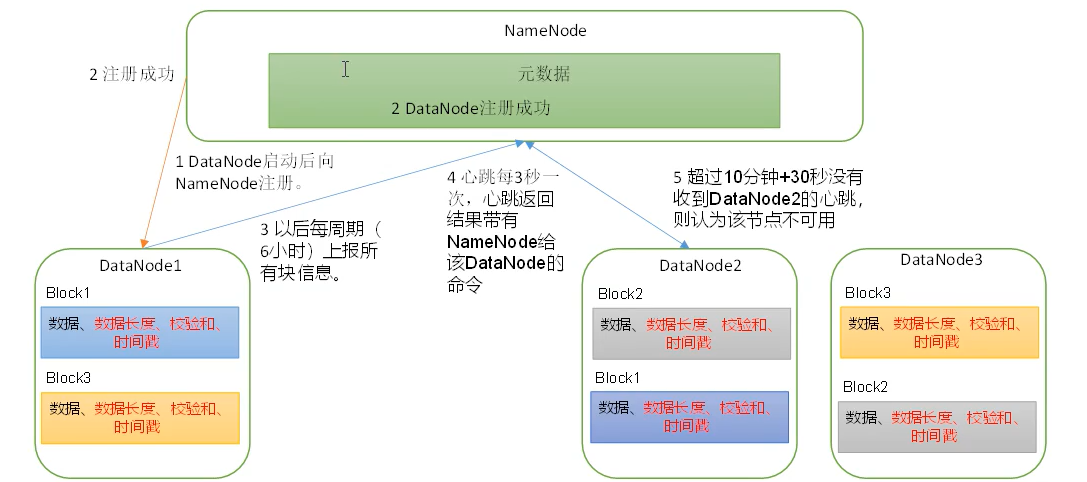 NameNode
元数据
2 DataNode注册成功
2 注册成功
1 DataNode启动后向
NameNode注册。
3 以后每周期（
6小时）上报所
有块信息。
4 心跳每3秒一
次，心跳返回
结果带有
NameNode给
该DataNode的
命令
5 超过10分钟+30秒没有
收到DataNode2的心跳，
则认为该节点不可用
DataNode1
Block1
数据、数据长度、校验和、
时间戳
Block3
数据、数据长度、校验和、
时间戳
DataNode2
Block2
数据、数据长度、校验和、
时间戳
Block1
数据、数据长度、校验和、
时间戳
DataNode3
Block3
数据、数据长度、校验和、
时间戳
Block2
数据、数据长度、校验和、
时间戳